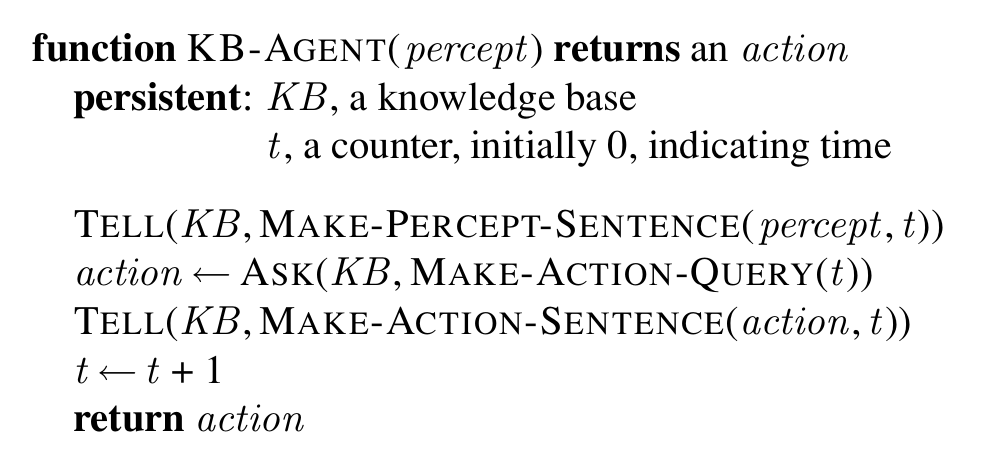 function KB-AGENT(percept) returns an action
persistent: KB, a knowledge base
t, a counter, initially 0, indicating time
TELL(KB, MAKE-PERCEPT-SENTENCE(percept, t))
action ← ASK(KB, MAKE-ACTION-QUERY(t))
TELL(KB, MAKE-ACTION-SENTENCE(action, t))
t ← t + 1
return action